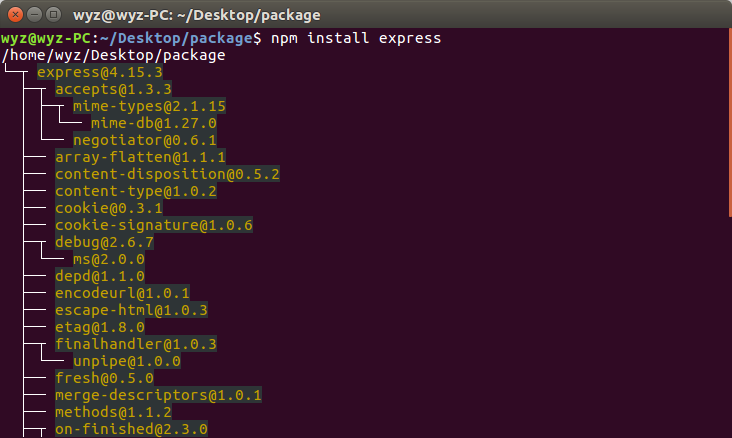 wyz@wyz-PC: ~/Desktop/package
wyz@wyz-PC:~/Desktop/package$ npm install express
/home/wyz/Desktop/package
express@4.15.3
accepts@1.3.3
mime-types@2.1.15
mime-db@1.27.0
negotiator@0.6.1
array-flatten@1.1.1
content-disposition@0.5.2
content-type@1.0.2
cookie@0.3.1
cookie-signature@1.0.6
debug@2.6.7
ms@2.0.0
depd@1.1.0
encodeurl@1.0.1
escape-html@1.0.3
etag@1.8.0
finalhandler@1.0.3
unpipe@1.0.0
fresh@0.5.0
merge-descriptors@1.0.1
methods@1.1.2
on-finished@2.3.0